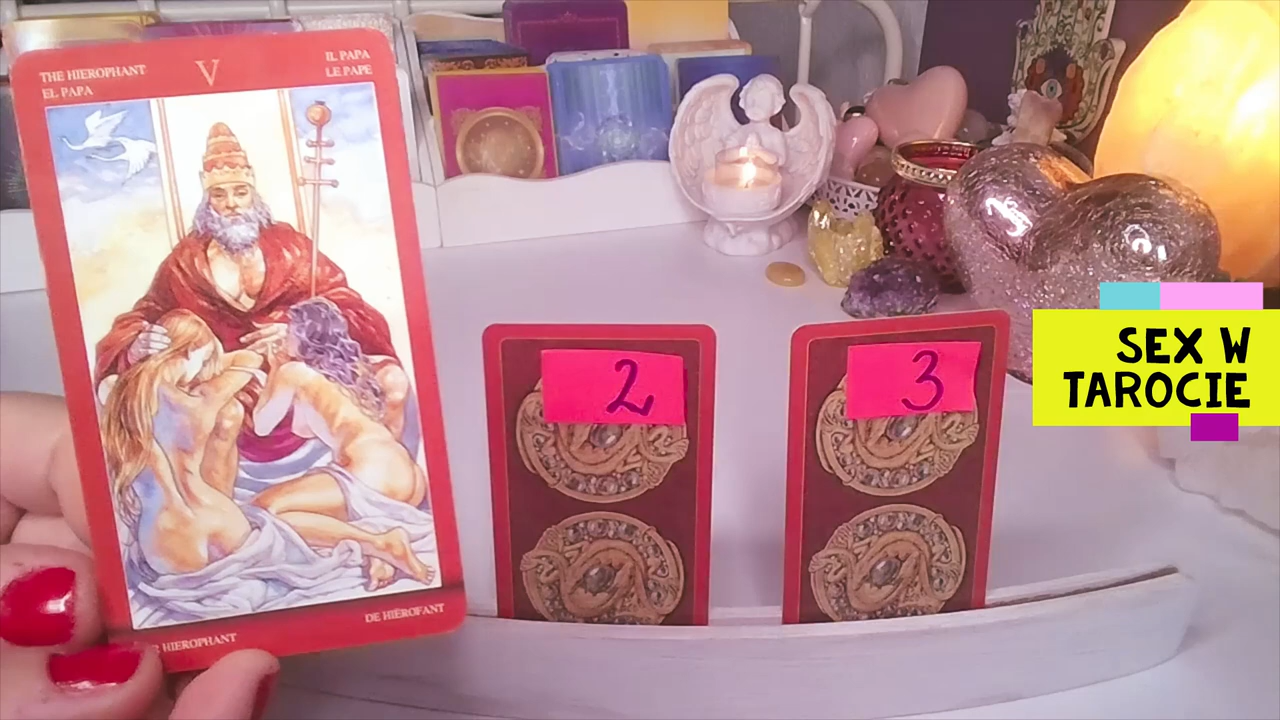 THE HIEROPHANT
EL PAPA
V
IL PAPA
LE PAPE
HIEROPHANT
DE HIËROFANT
2
3
SEX W
TAROCIE